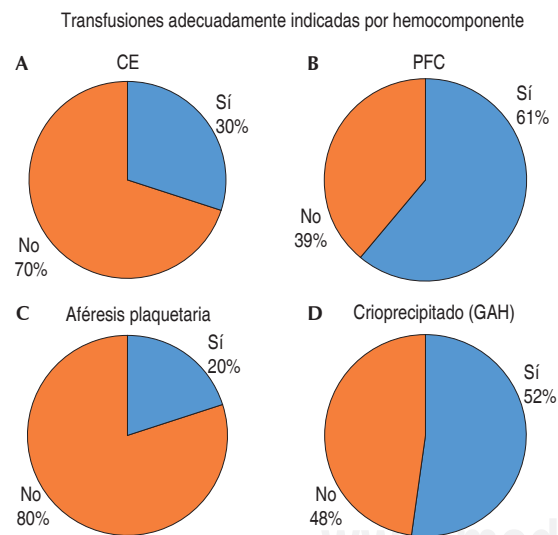 Transfusiones adecuadamente indicadas por hemocomponente
A
CE
Sí
30%
No
70%
B
PFC
Sí
61%
No
39%
C
Aféresis plaquetaria
Sí
20%
No
80%
D
Crioprecipitado (GAH)
Sí
52%
No
48%